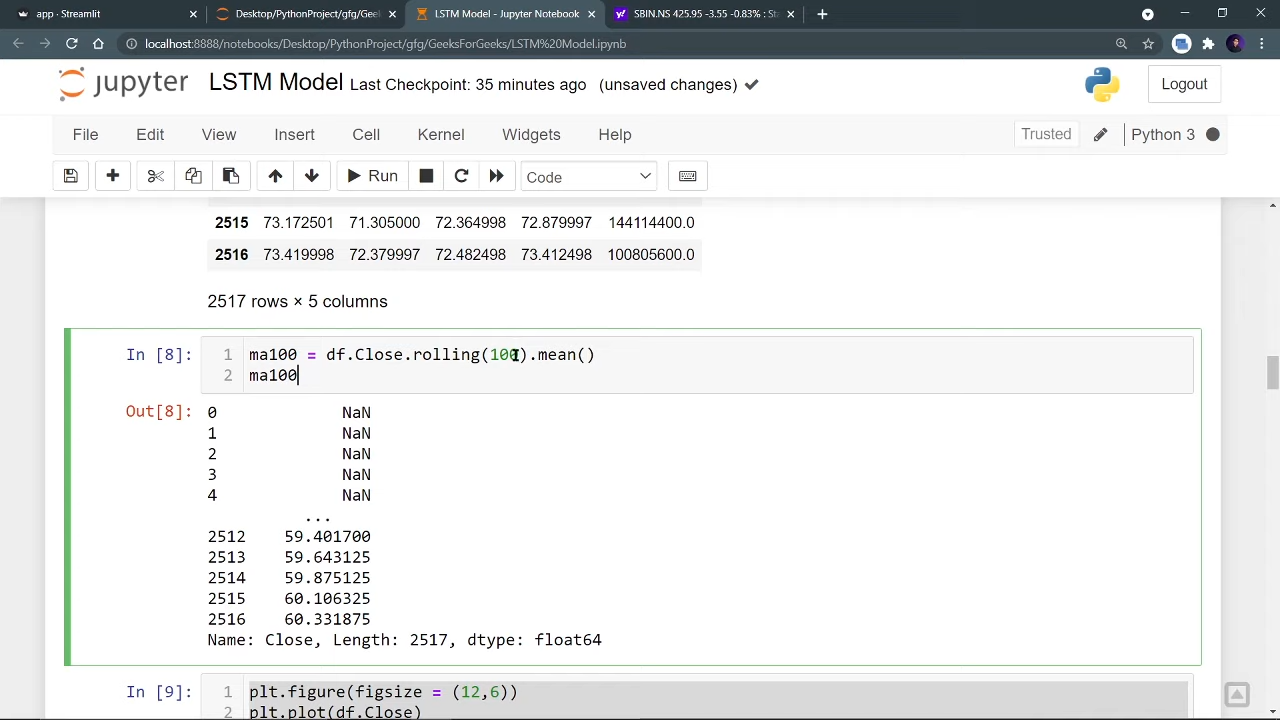 app · Streamlit
Desktop/PythonProject/gfg/Geek
LSTM Model - Jupyter Notebook
SBIN.NS 425.95 -3.55 -0.83% : St
localhost:8888/notebooks/Desktop/PythonProject/gfg/GeeksForGeeks/LSTM%20Model.ipynb
jupyter LSTM Model Last Checkpoint: 35 minutes ago (unsaved changes)
Logout
File Edit View Insert Cell Kernel Widgets Help
Trusted
Python 3
Run
Code
2515 73.172501 71.305000 72.364998 72.879997 144114400.0
2516 73.419998 72.379997 72.482498 73.412498 100805600.0
2517 rows × 5 columns
In [8]: 1 ma100 = df.Close.rolling(100).mean()
2 ma100
Out[8]: 0 NaN
1 NaN
2 NaN
3 NaN
4 NaN
...
2512 59.401700
2513 59.643125
2514 59.875125
2515 60.106325
2516 60.331875
Name: Close, Length: 2517, dtype: float64
In [9]: 1 plt.figure(figsize = (12,6))
2 plt.plot(df.Close)